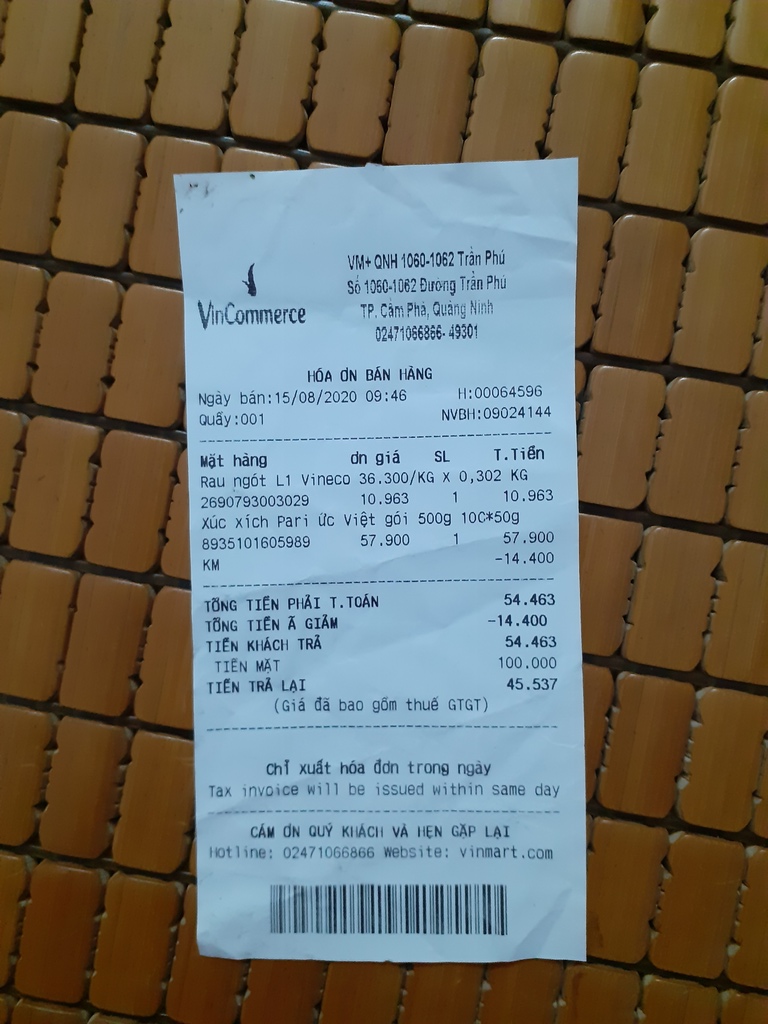 VinCommerce
VM+ QNH 1060-1062 Trần Phú
Số 1060-1062 Đường Trần Phú
TP. Cẩm Phả, Quảng Ninh
02471066866- 49301
HÓA ƠN BÁN HÀNG
Ngày bán:15/08/2020 09:46 H:00064596
Quầy:001 NVBH:09024144
Mặt hàng ơn giá SL T.Tiền
Rau ngót L1 Vineco 36.300/KG X 0,302 KG
2690793003029 10.963 1 10.963
Xúc xích Pari ức Việt gói 500g 10C*50g
8935101605989 57.900 1 57.900
KM -14.400
TỔNG TIỀN PHẢI T.TOÁN 54.463
TỔNG TIỀN Ã GIẢM -14.400
TIỀN KHÁCH TRẢ 54.463
TIỀN MẶT 100.000
TIỀN TRẢ LẠI 45.537
(Giá đã bao gồm thuế GTGT)
Chỉ xuất hóa đơn trong ngày
Tax invoice will be issued within same day
CÁM ƠN QUÝ KHÁCH VÀ HẸN GẶP LẠI
Hotline: 02471066866 Website: vinmart.com